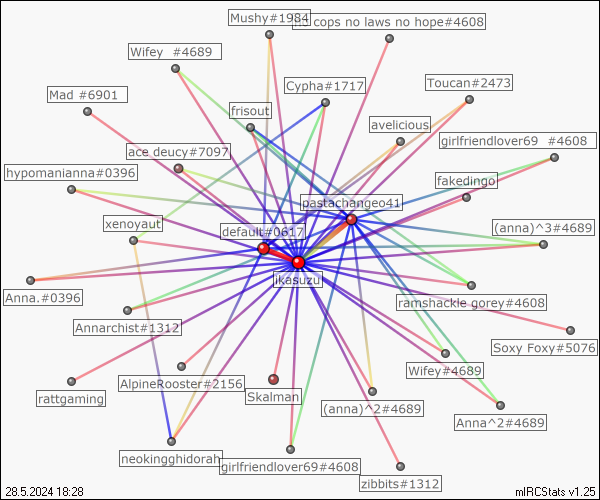 Mushy#1984
no cops no laws no hope#4608
Wifey  #4689
Cypha#1717
Toucan#2473
Mad #6901
frisout
avelicious
girlfriendlover69  #4608
ace deucy#7097
hypomanianna#0396
fakedingo
pastachangeo41
xenoyaut
default#0617
(anna)^3#4689
jkasuzu
Anna.#0396
ramshackle gorey#4608
Annarchist#1312
Soxy Foxy#5076
Wifey#4689
AlpineRooster#2156
rattgaming
Skalman
(anna)^2#4689
Anna^2#4689
neokingghidorah
girlfriendlover69#4608
zibbits#1312
28.5.2024 18:28
mIRCStats v1.25